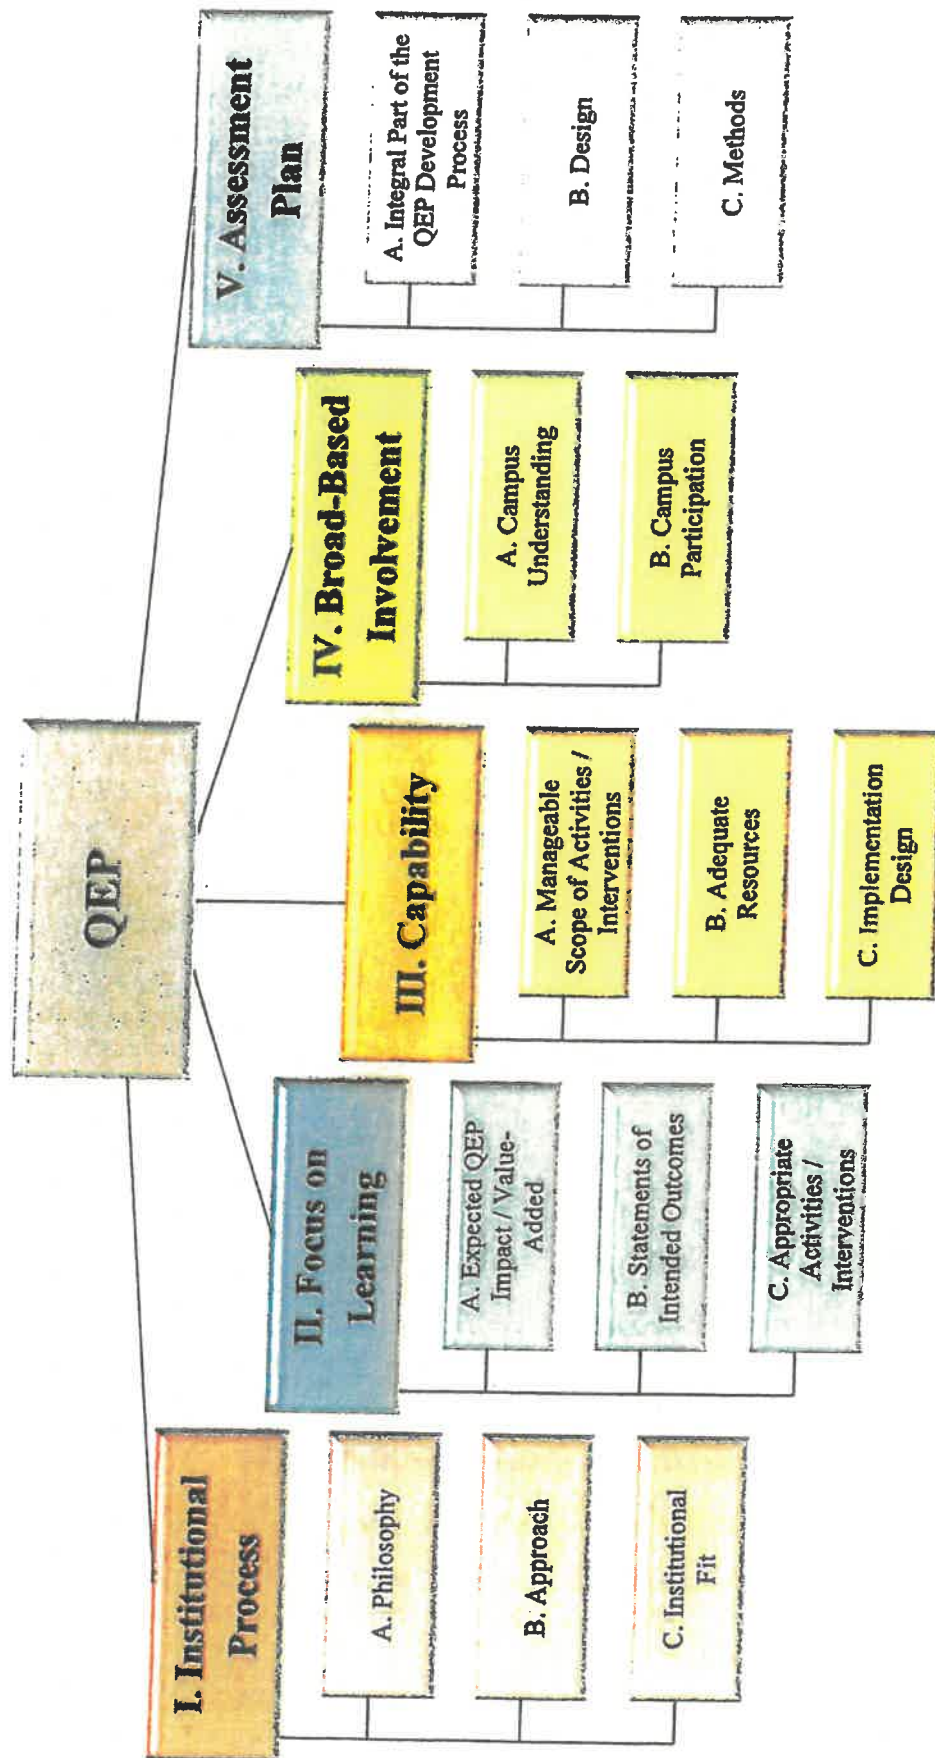 QEP
I. Institutional
Process
A. Philosophy
B. Approach
C. Institutional
Fit
II. Focus on
Learning
A. Expected QEP
Impact / Value-
Added
B. Statements of
Intended Outcomes
C. Appropriate
Activities /
Interventions
III. Capability
A. Manageable
Scope of Activities /
Interventions
B. Adequate
Resources
C. Implementation
Design
IV. Broad-Based
Involvement
A. Campus
Understanding
B. Campus
Participation
V. Assessment
Plan
A. Integral Part of the
QEP Development
Process
B. Design
C. Methods